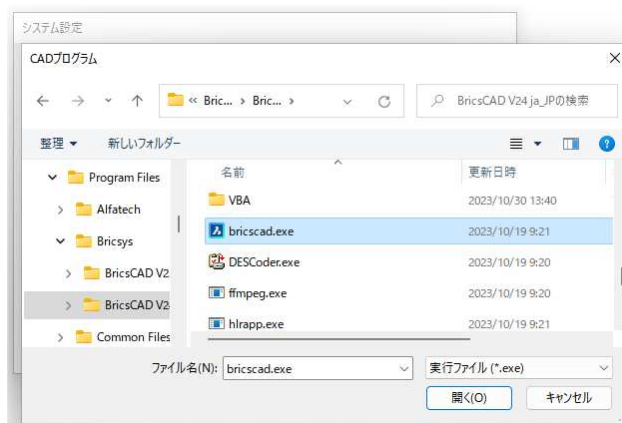 システム設定
CADプログラム
« Bric... › Bric... ›
BricsCAD V24 ja_JPの検索
整理
新しいフォルダー
名前
更新日時
Program Files
Alfatech
Bricsys
BricsCAD V2
BricsCAD V2
Common Files
VBA 2023/10/30 13:40
bricscad.exe 2023/10/19 9:21
DESCoder.exe 2023/10/19 9:20
ffmpeg.exe 2023/10/19 9:20
hlrapp.exe 2023/10/19 9:21
ファイル名(N): bricscad.exe
実行ファイル (*.exe)
開く(O)
キャンセル